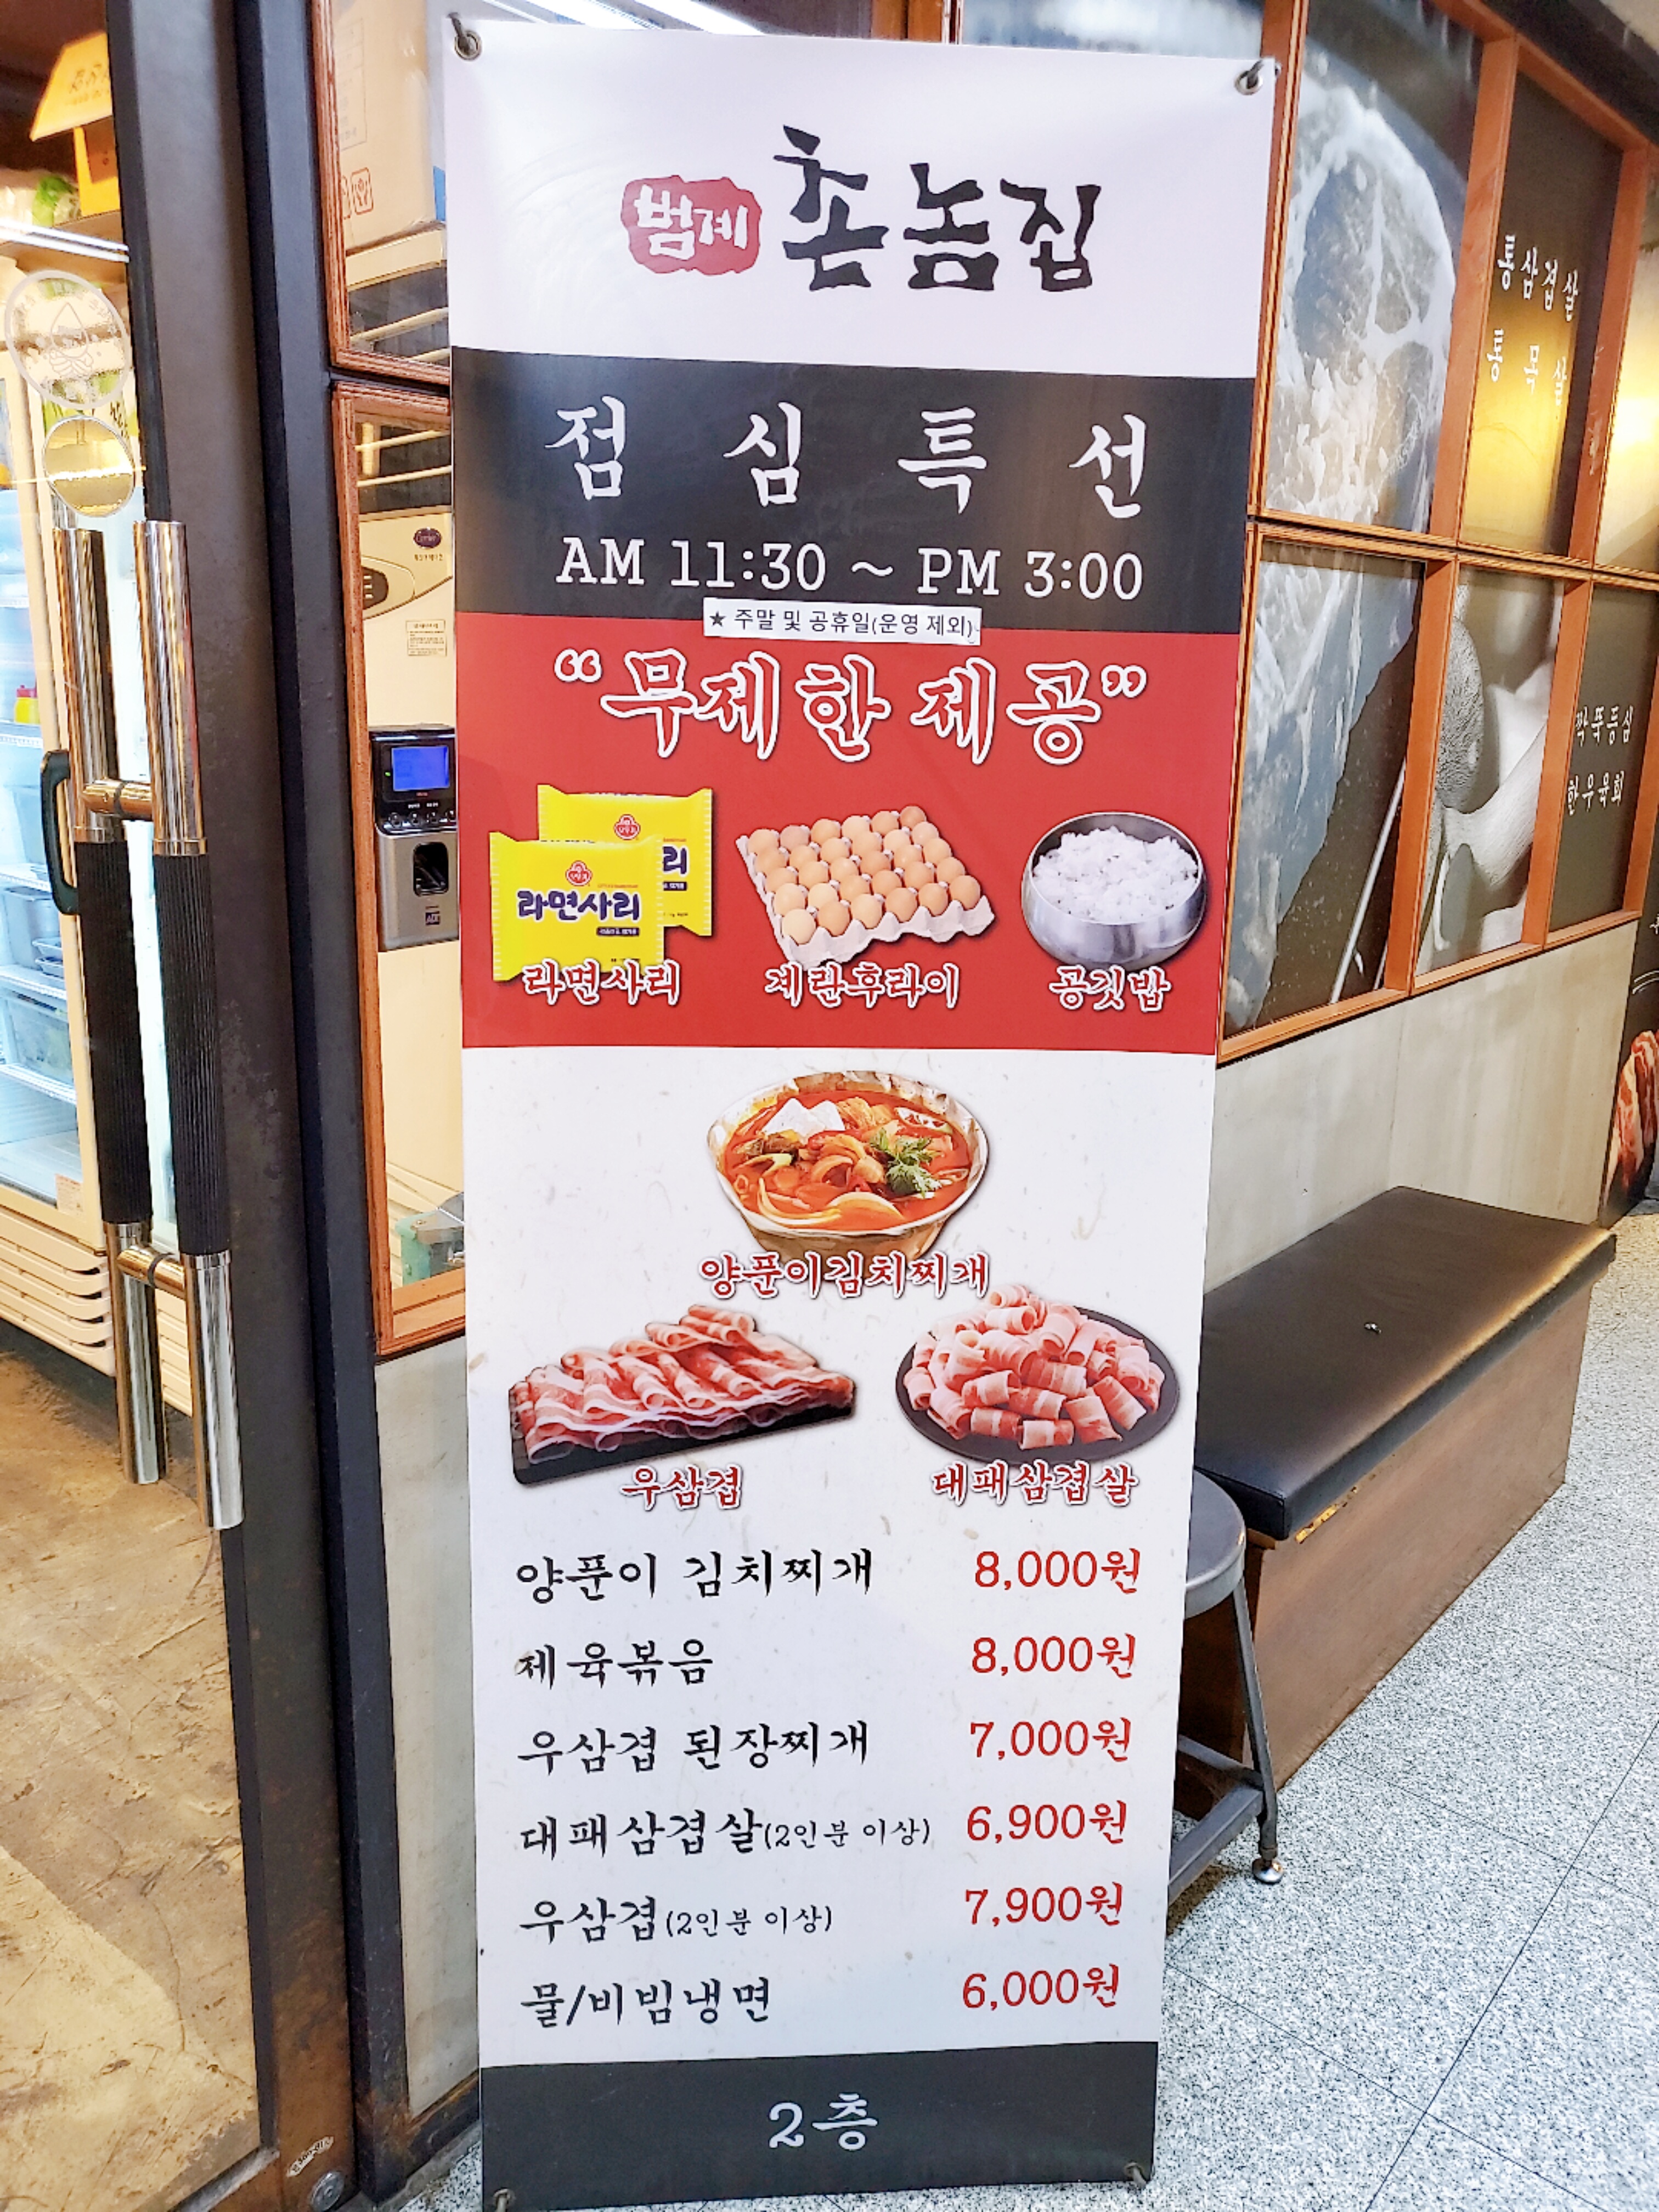 범계 촌놈집
점심특선
AM 11:30 ~ PM 3:00
★ 주말 및 공휴일(운영 제외)
“무제한 제공”
라면사리
리
라면사리 계란후라이 공깃밥
양푼이김치찌개
우삼겹 대패삼겹살
양푼이 김치찌개 8,000원
제육볶음 8,000원
우삼겹 된장찌개 7,000원
대패삼겹살(2인분 이상) 6,900원
우삼겹(2인분 이상) 7,900원
물/비빔냉면 6,000원
2층
통삼겹살
통목살
깍뚝등심
한우육회